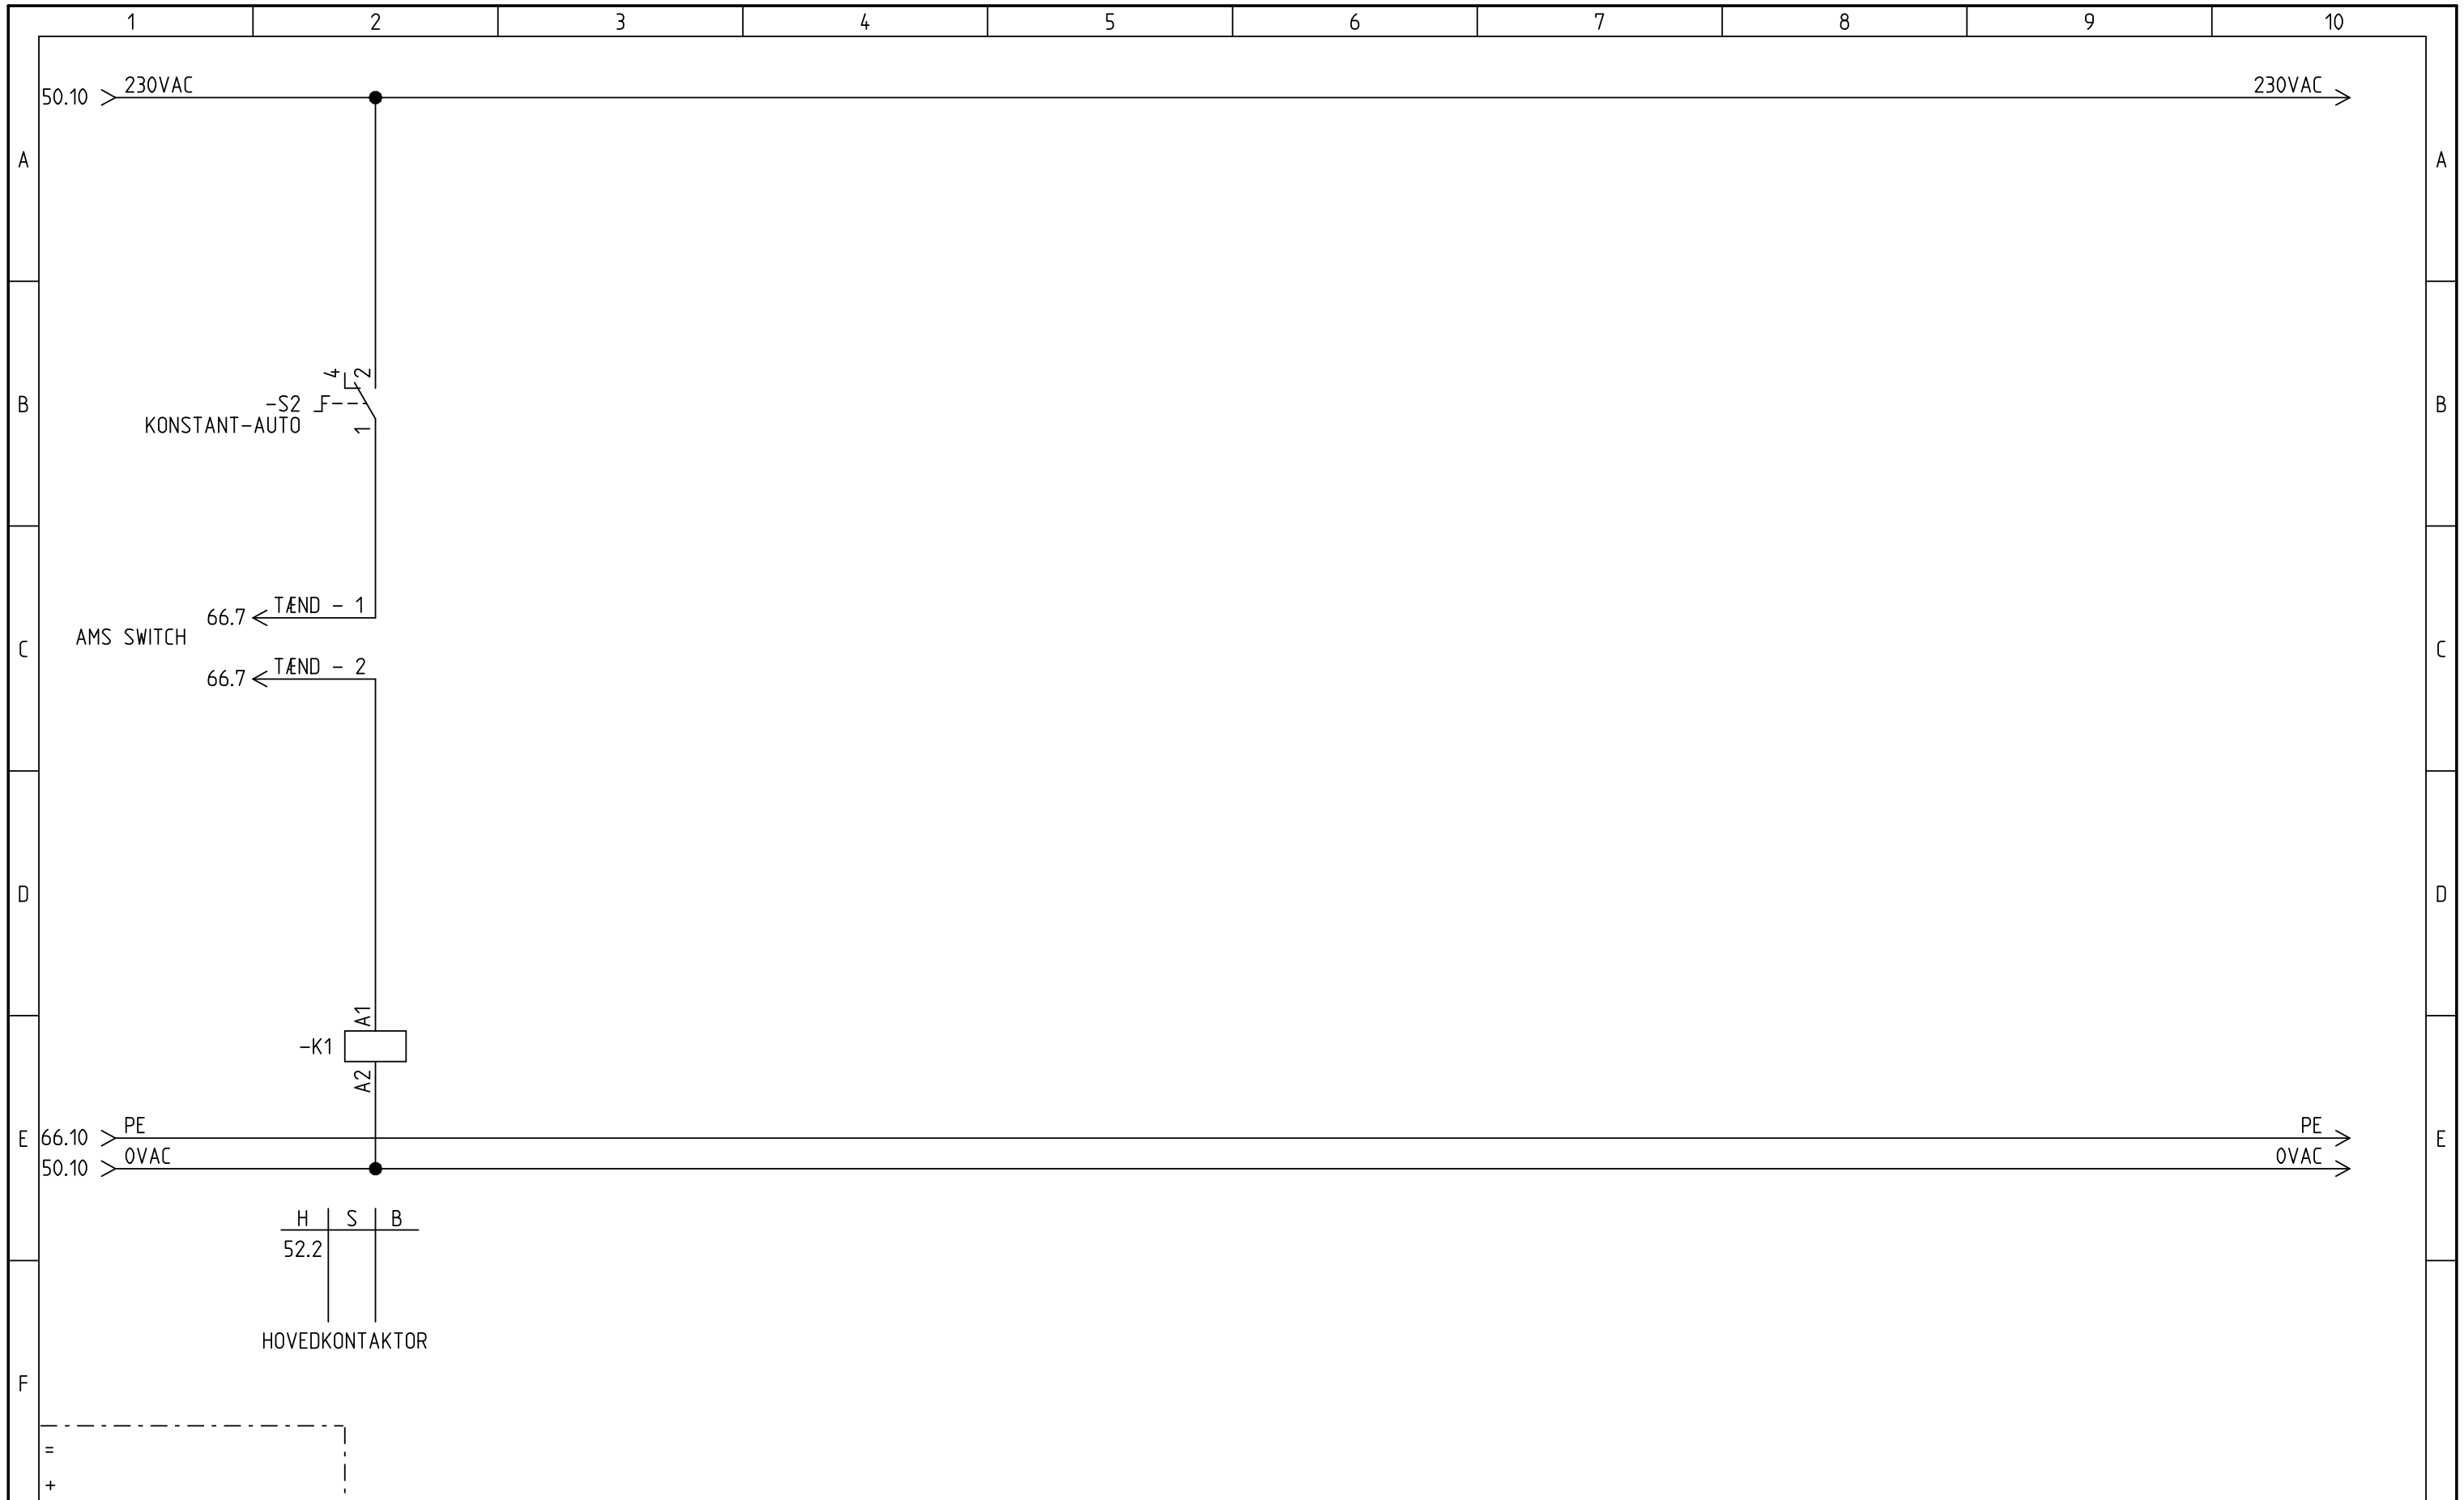 1 2 3 4 5 6 7 8 9 10
50.10 230VAC 230VAC
A A
4 2
B -S2 B
KONSTANT-AUTO 1
TÆND - 1
66.7
AMS SWITCH
C C
TÆND - 2
66.7
D D
A1
-K1
A2
PE PE
E 66.10 E
0VAC 0VAC
50.10
H S B
52.2
HOVEDKONTAKTOR
F
=
+